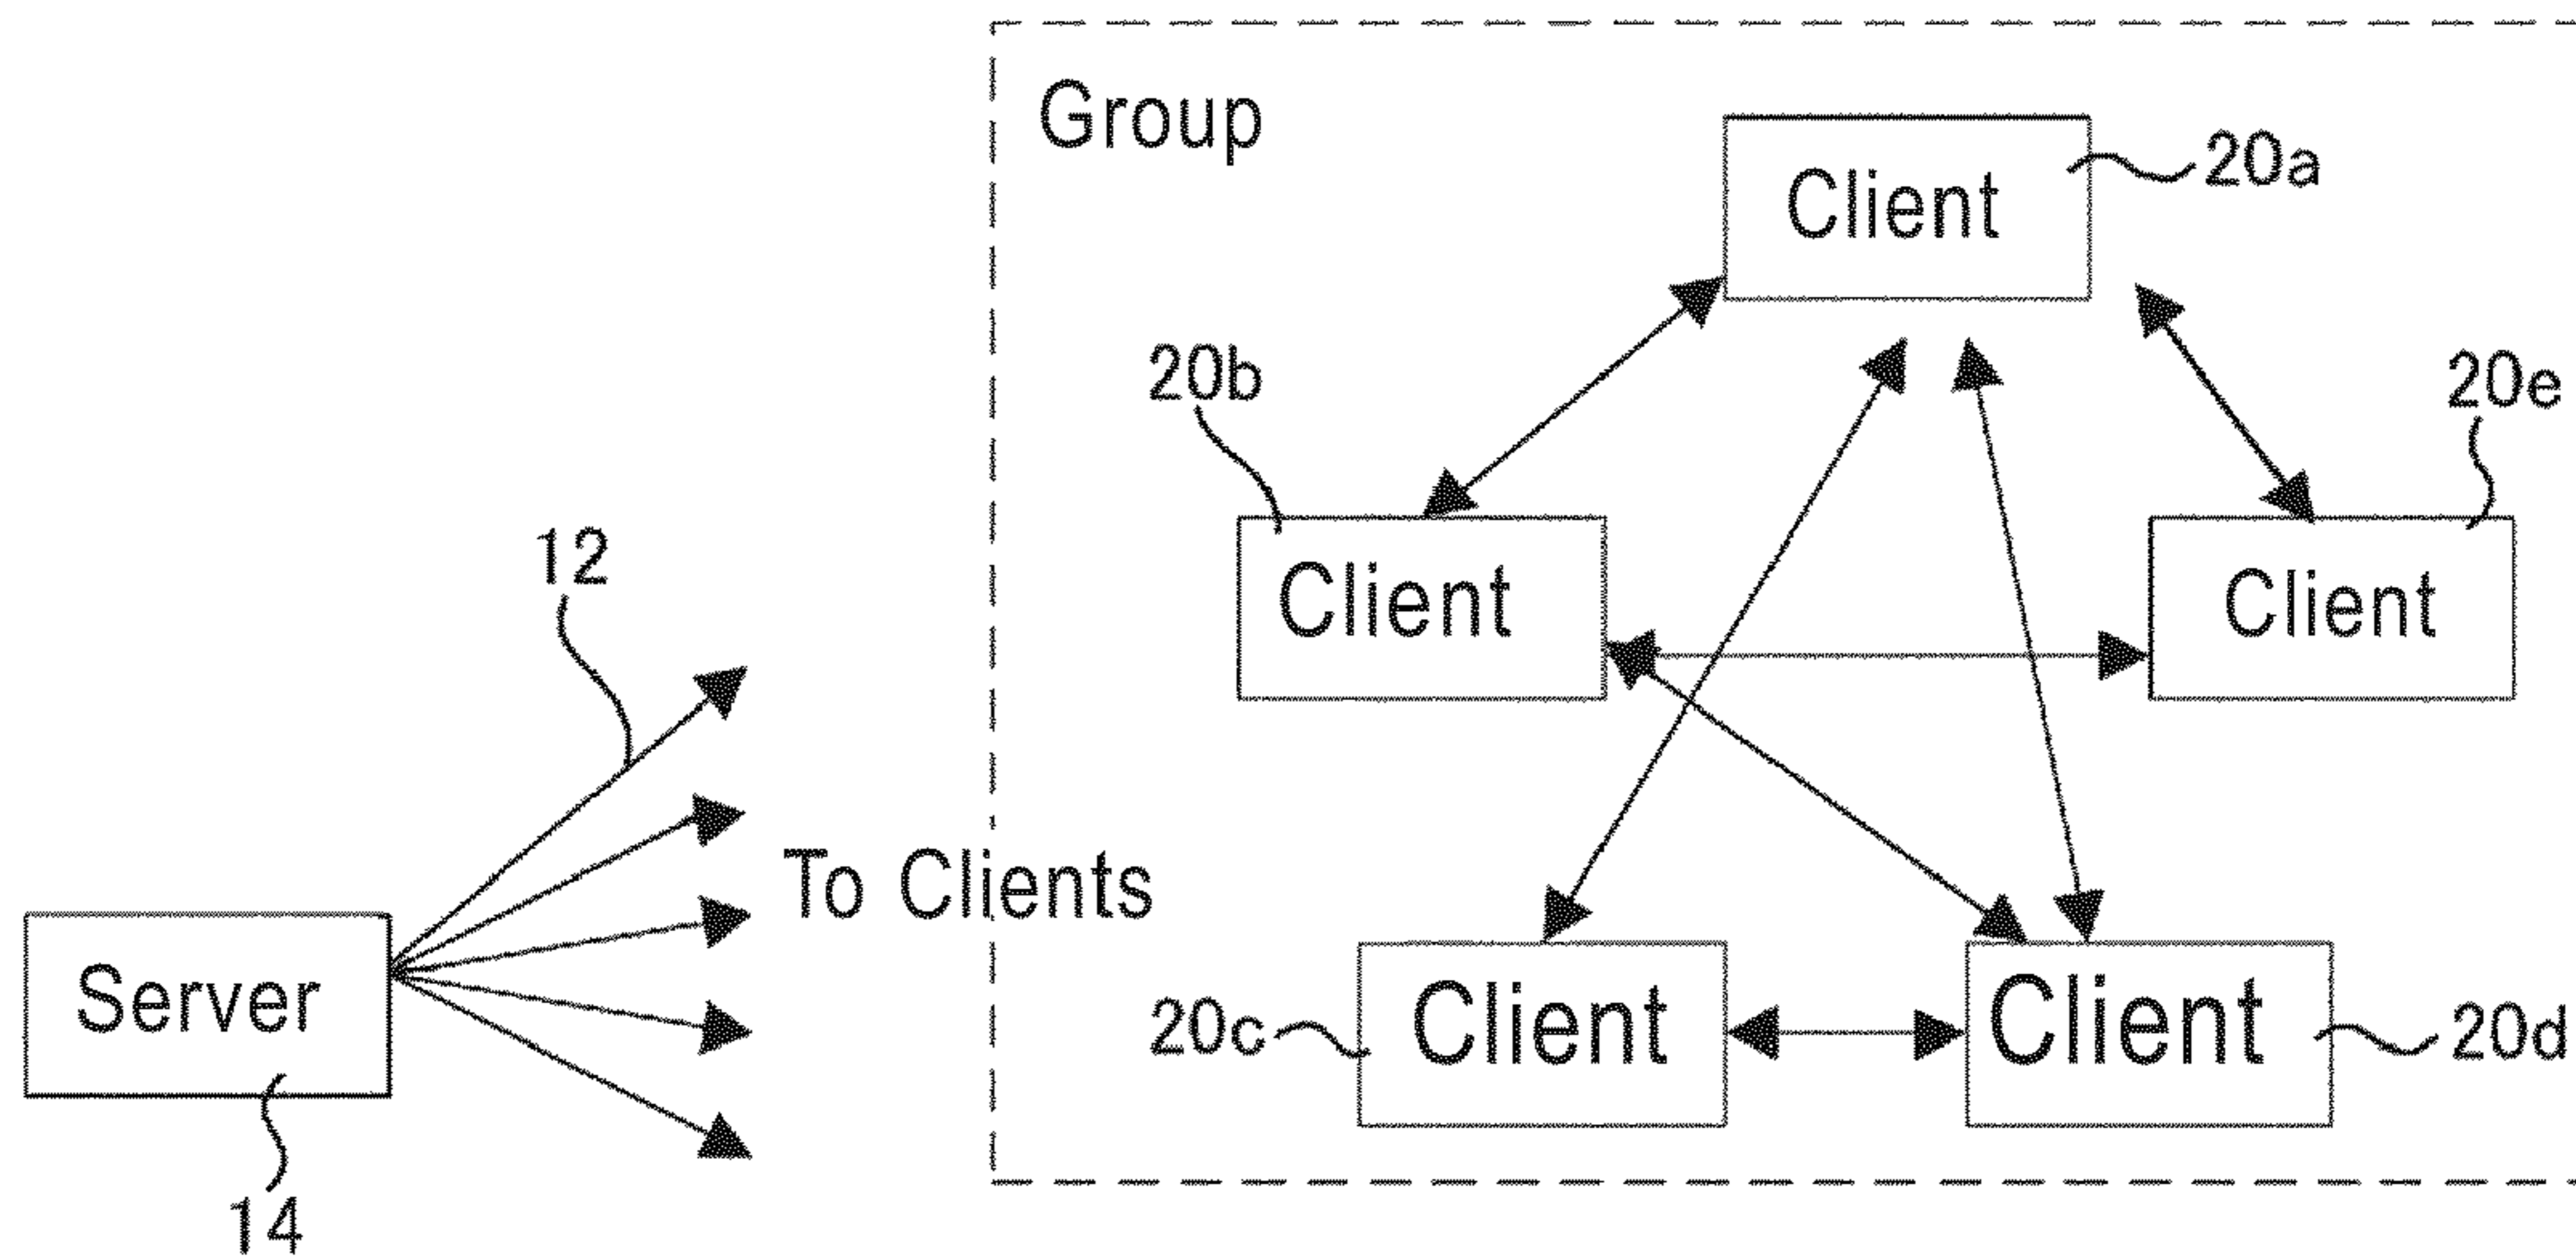 Group
Client
20a
20b
20e
Client
Client
12
To Clients
Server
14
20c
Client
Client
20d